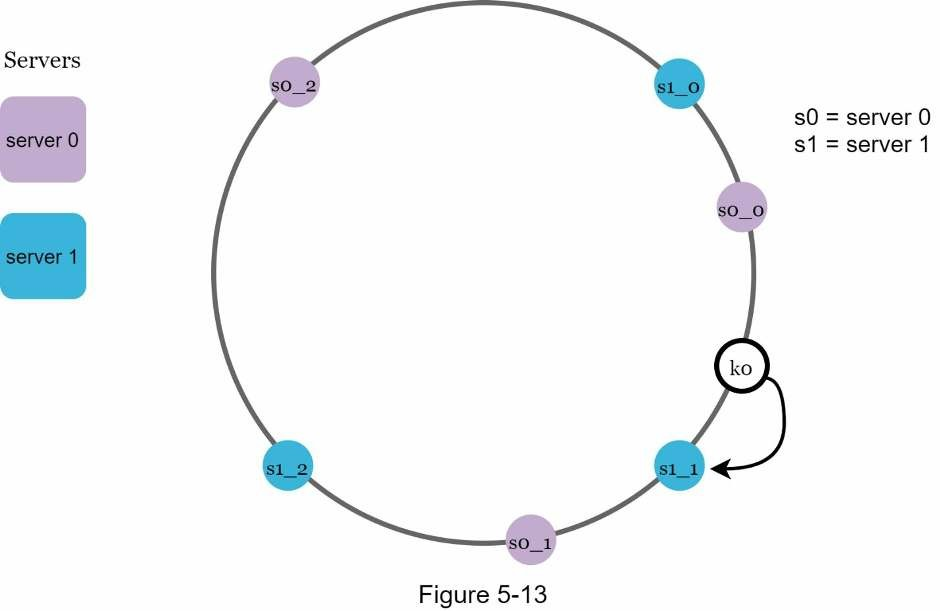 Servers
server 0
server 1
s0_2
s1_0
s0 = server 0
s1 = server 1
s0_0
k0
s1_2
s1_1
s0_1
Figure 5-13